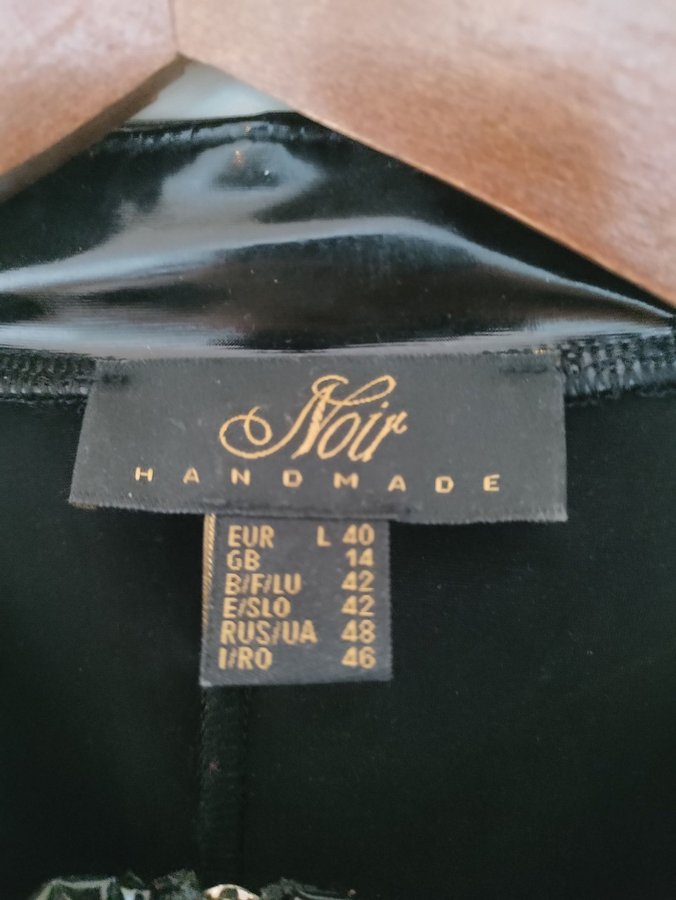 Noir
HANDMADE
EUR L 40
GB 14
B/F/LU 42
E/SLO 42
RUS/UA 48
I/RO 46